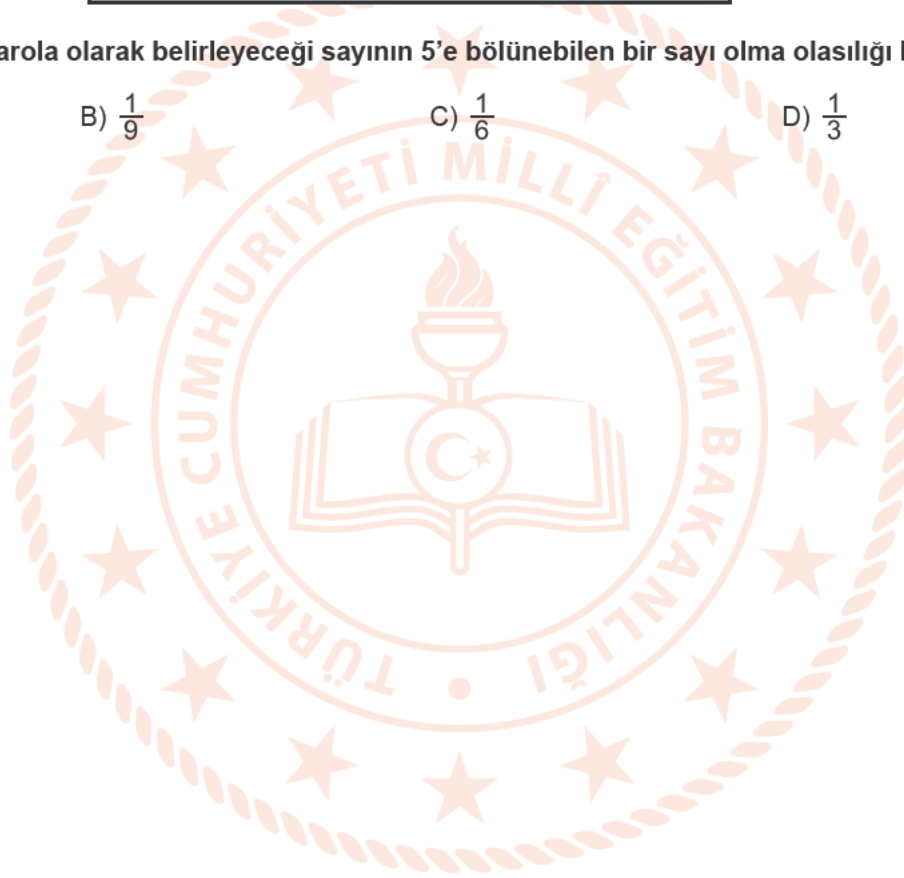 arola olarak belirleyeceği sayının 5'e bölünebilen bir sayı olma olasılığı
B) 1/9 C) 1/6 D) 1/3
TÜRKİYE CUMHURİYETİ MİLLÎ EĞİTİM BAKANLIĞI